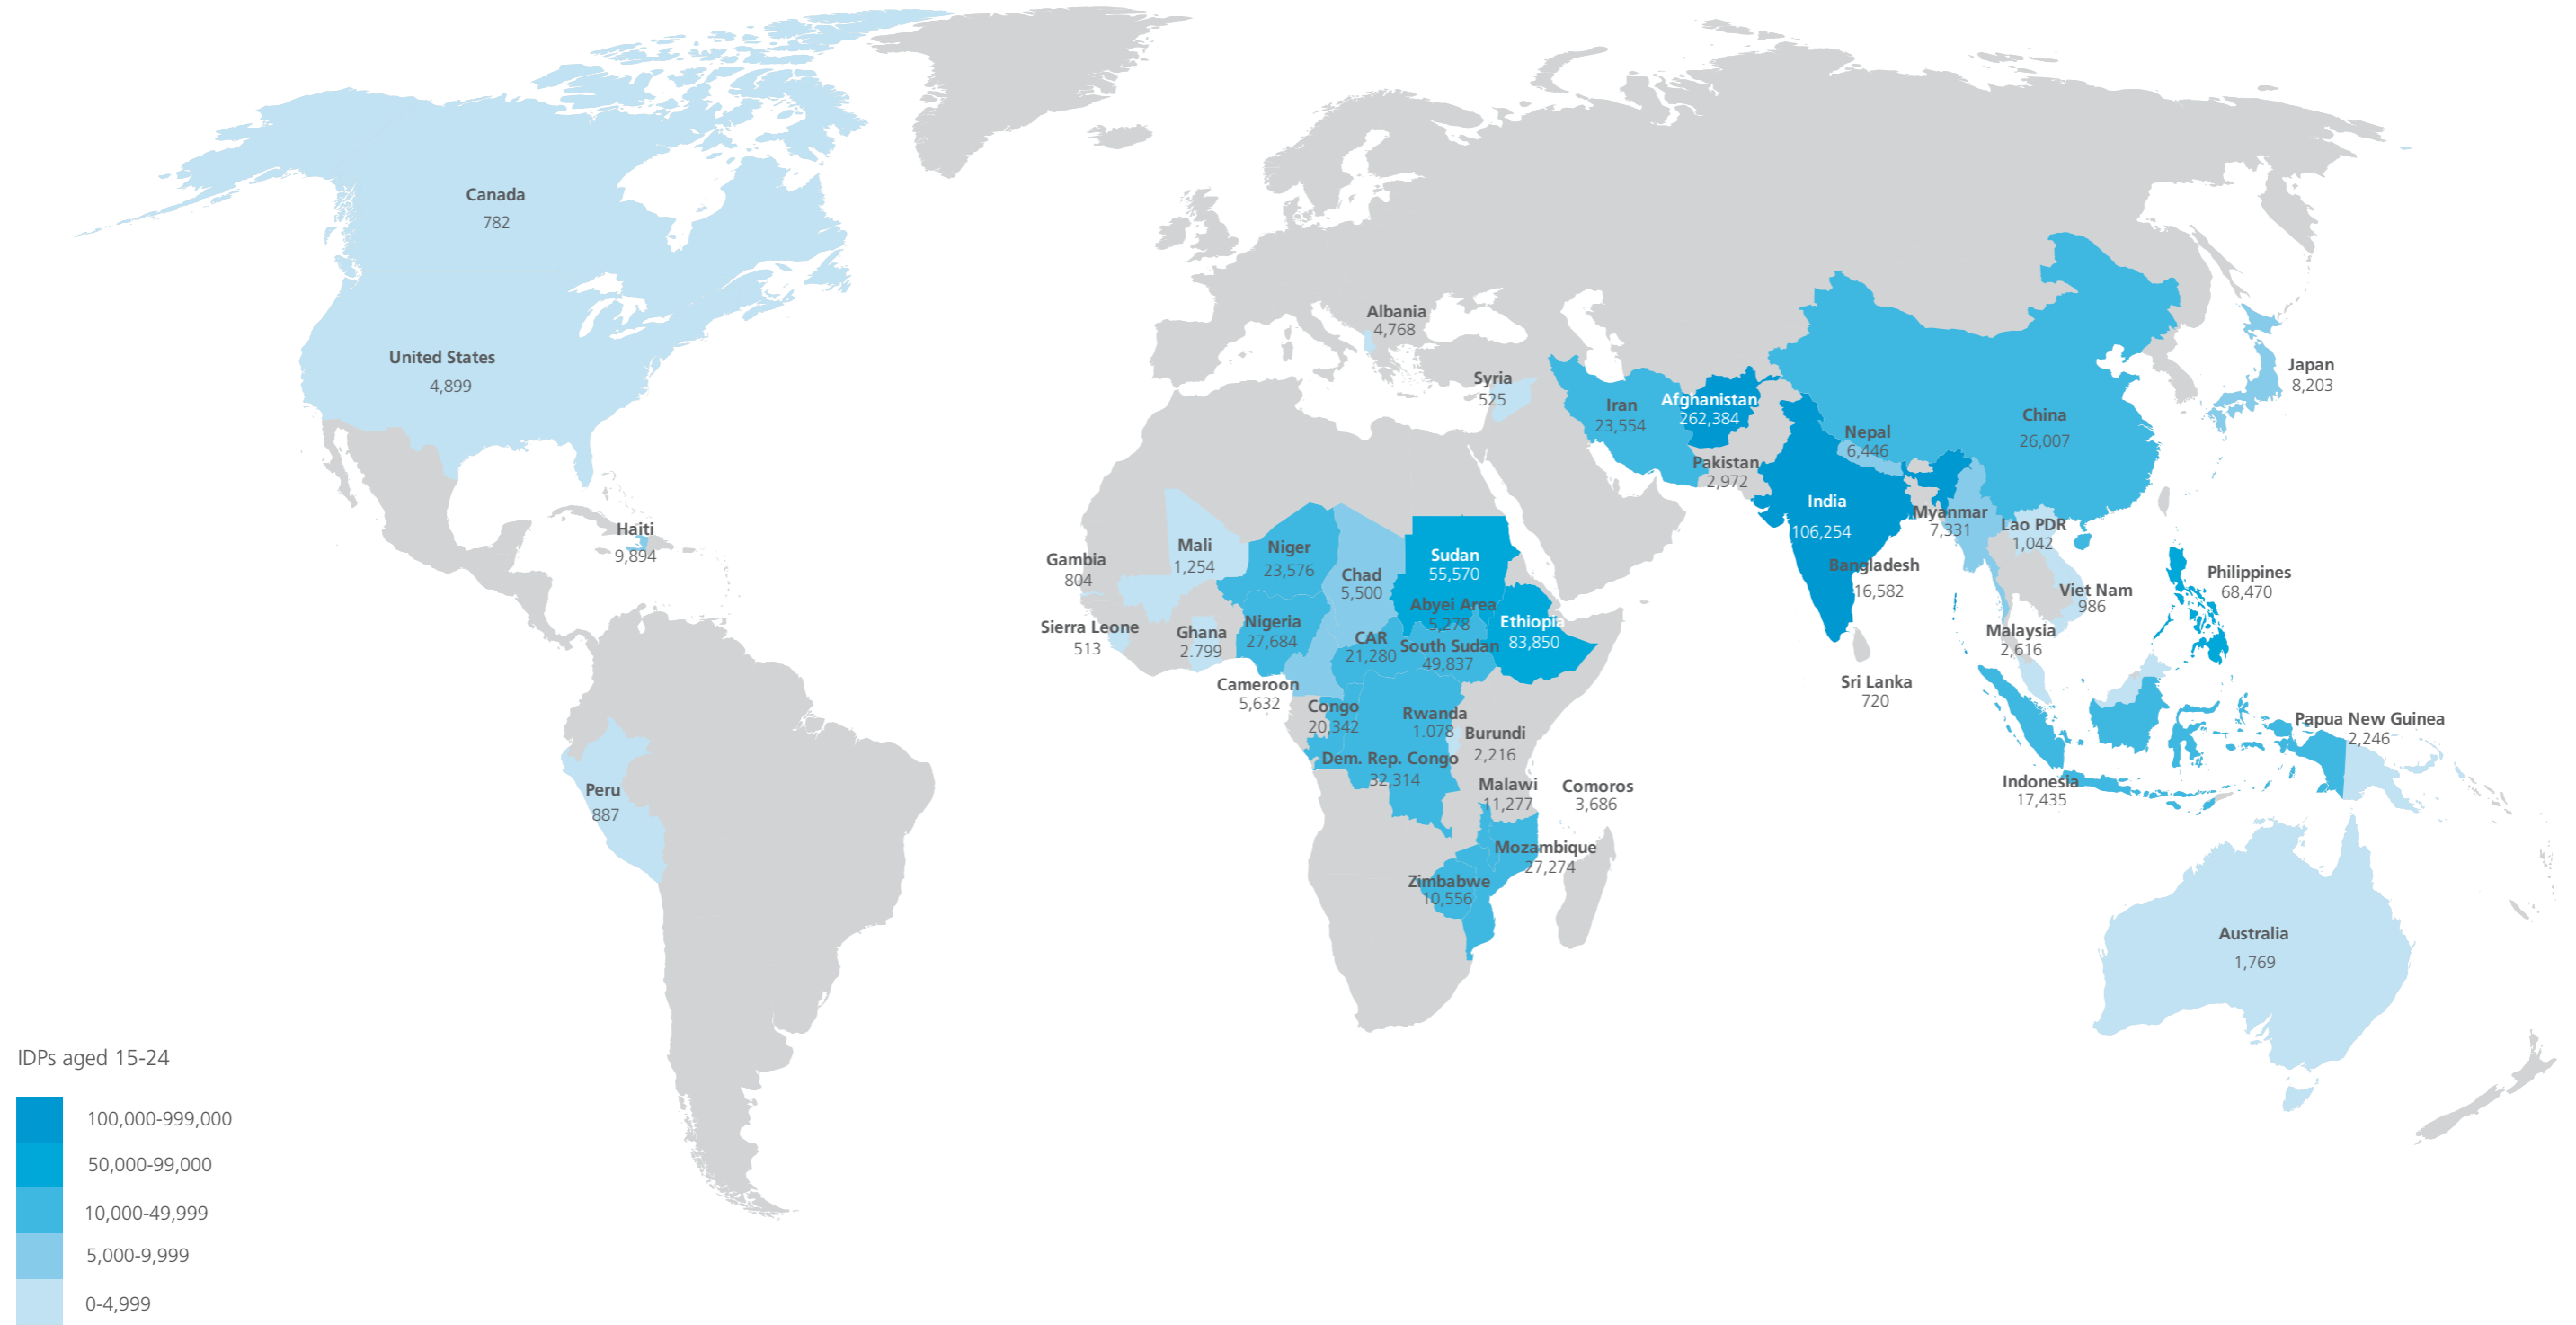 Canada
782
United States
4,899
Haiti
9,894
Peru
887
Albania
4,768
Syria
525
Iran
23,554
Afghanistan
262,384
Pakistan
2,972
Nepal
6,446
China
26,007
Japan
8,203
India
106,254
Bangladesh
16,582
Myanmar
7,331
Lao PDR
1,042
Viet Nam
986
Philippines
68,470
Malaysia
2,616
Sri Lanka
720
Indonesia
17,435
Papua New Guinea
2,246
Australia
1,769
Gambia
804
Sierra Leone
513
Mali
1,254
Ghana
2.799
Niger
23,576
Nigeria
27,684
Chad
5,500
Cameroon
5,632
Sudan
55,570
Abyei Area
5,278
Ethiopia
83,850
CAR
21,280
South Sudan
49,837
Congo
20,342
Rwanda
1.078
Burundi
2,216
Dem. Rep. Congo
32,314
Malawi
11,277
Comoros
3,686
Mozambique
27,274
Zimbabwe
10,556
IDPs aged 15-24
100,000-999,000
50,000-99,000
10,000-49,999
5,000-9,999
0-4,999